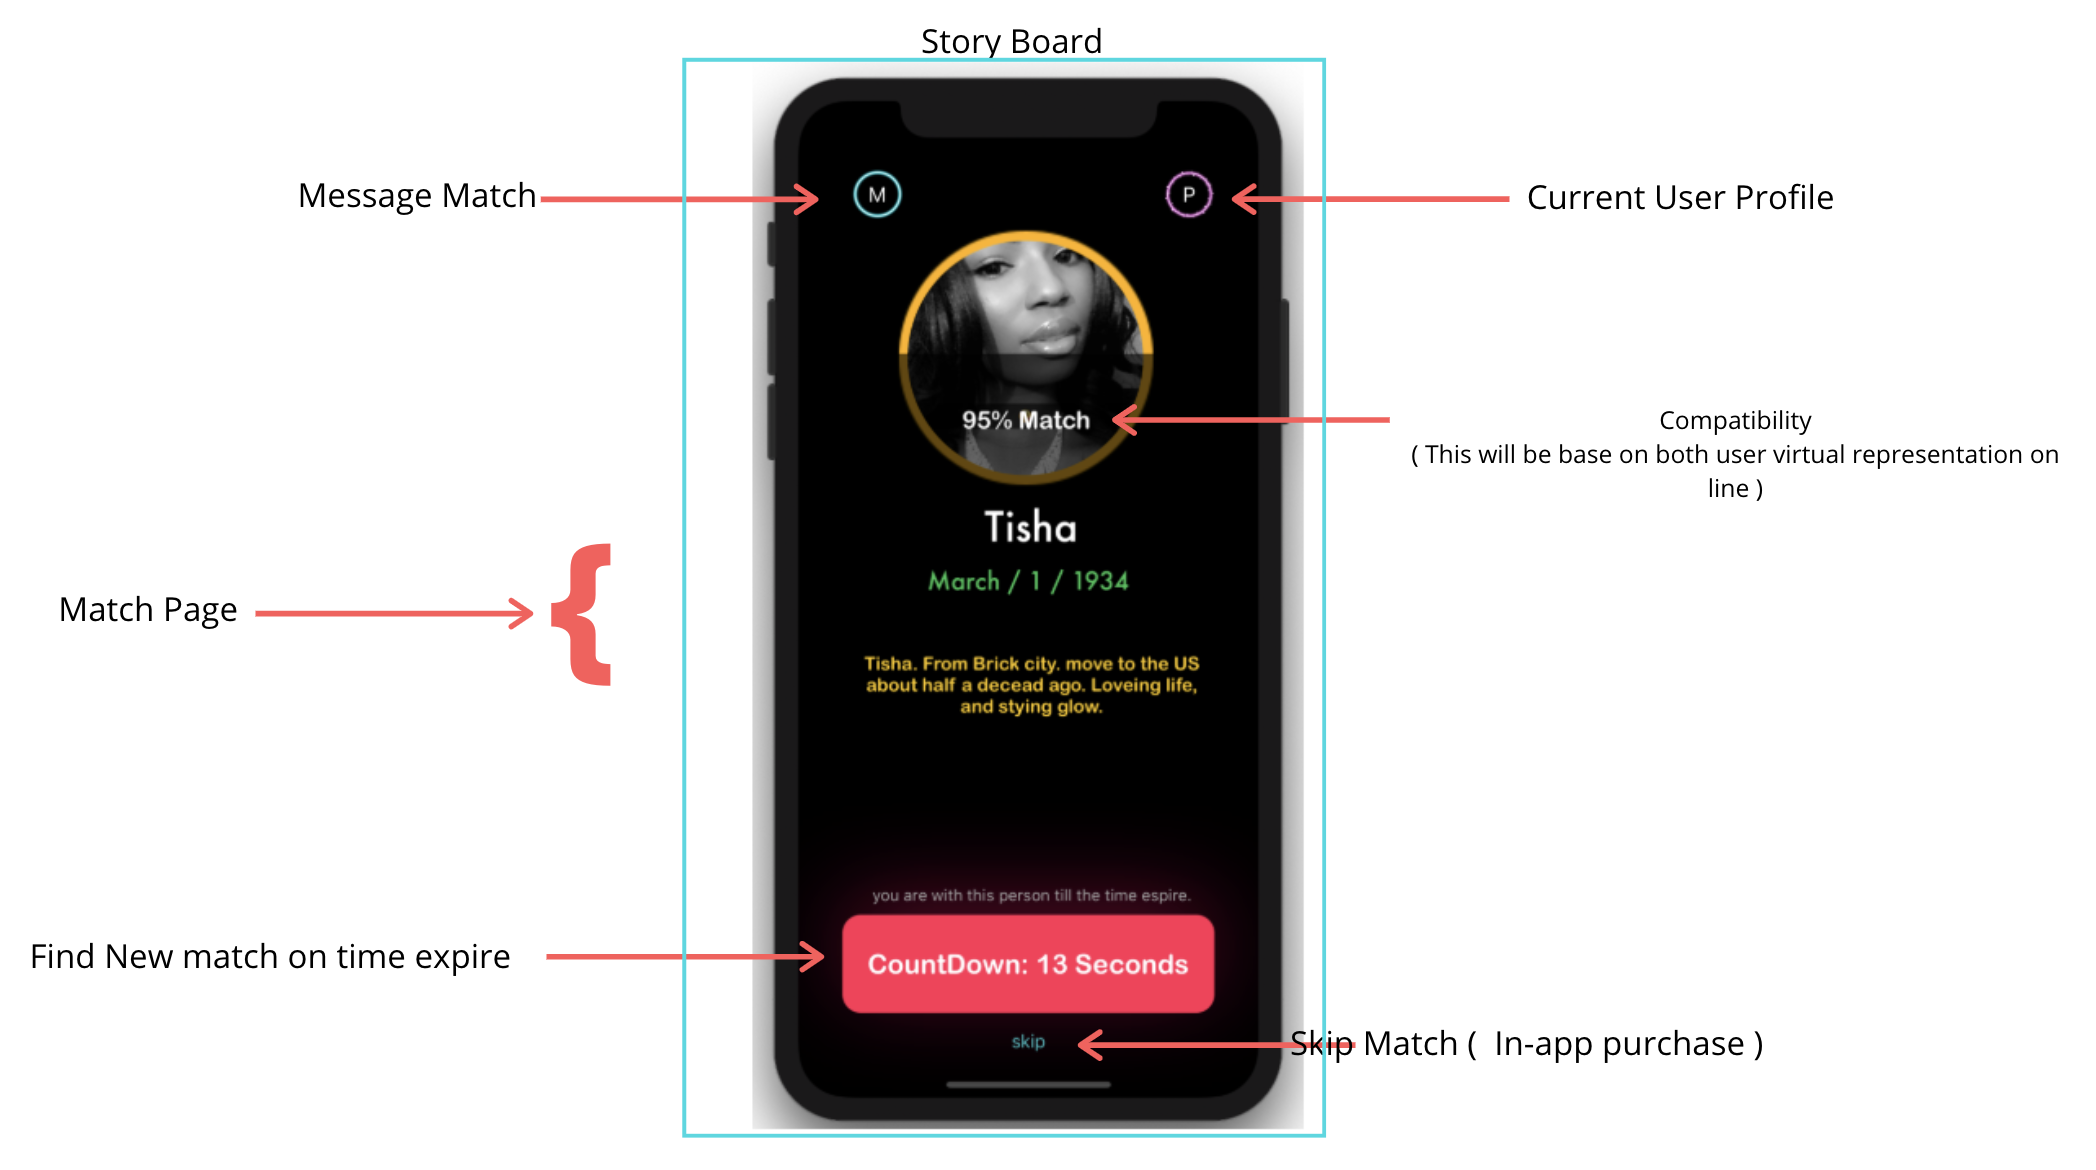 Story Board
Message Match
M
P
Current User Profile
95% Match
Compatibility
( This will be base on both user virtual representation on
line )
Tisha
March / 1 / 1934
Match Page
{
Tisha. From Brick city. move to the US
about half a decead ago. Loveing life,
and stying glow.
you are with this person till the time espire.
Find New match on time expire
CountDown: 13 Seconds
skip
Skip Match (  In-app purchase )